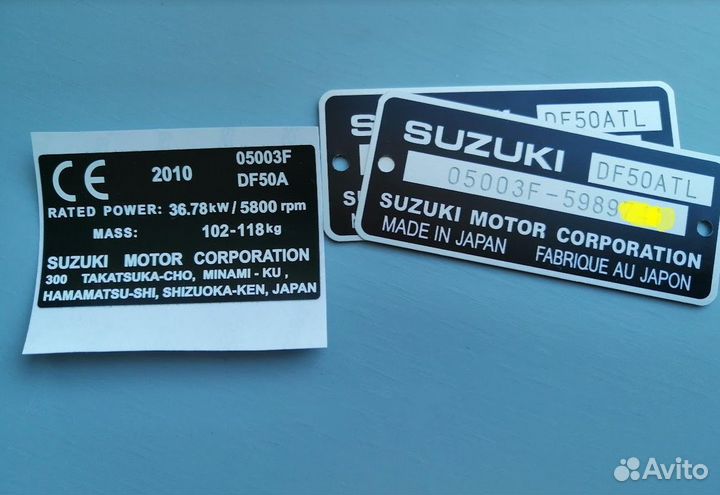 CE 2010 05003F
DF50A
RATED POWER: 36.78kW/5800 rpm
MASS: 102-118kg
SUZUKI MOTOR CORPORATION
300 TAKATSUKA-CHO, MINAMI-KU,
HAMAMATSU-SHI, SHIZUOKA-KEN, JAPAN
DF50ATL
SUZUKI DF50ATL
05003F-5989
SUZUKI MOTOR CORPORATION
MADE IN JAPAN FABRIQUE AU JAPON
Avito